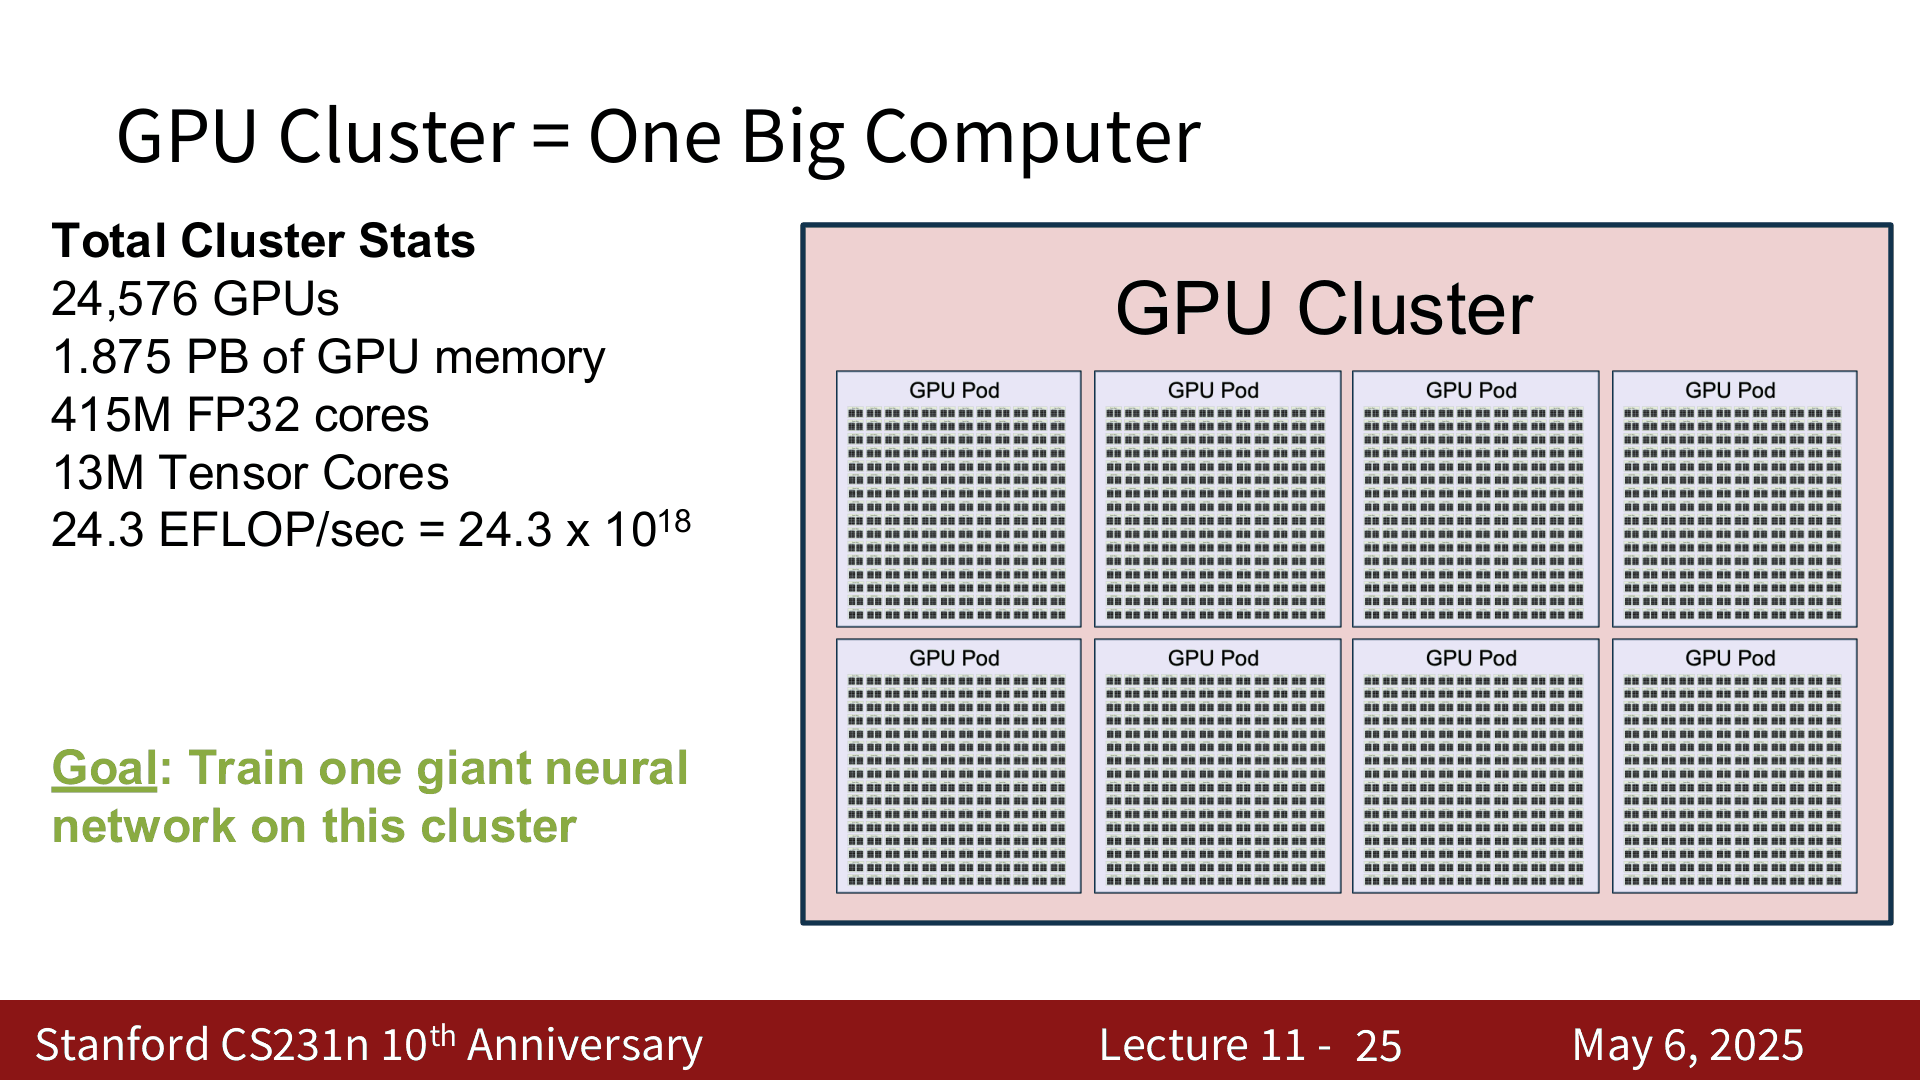 GPU Cluster = One Big Computer
Total Cluster Stats
24,576 GPUs
1.875 PB of GPU memory
415M FP32 cores
13M Tensor Cores
24.3 EFLOP/sec = 24.3 x 10¹⁸
Goal: Train one giant neural
network on this cluster
GPU Cluster
GPU Pod GPU Pod GPU Pod GPU Pod
GPU Pod GPU Pod GPU Pod GPU Pod
Stanford CS231n 10th Anniversary Lecture 11 - 25 May 6, 2025